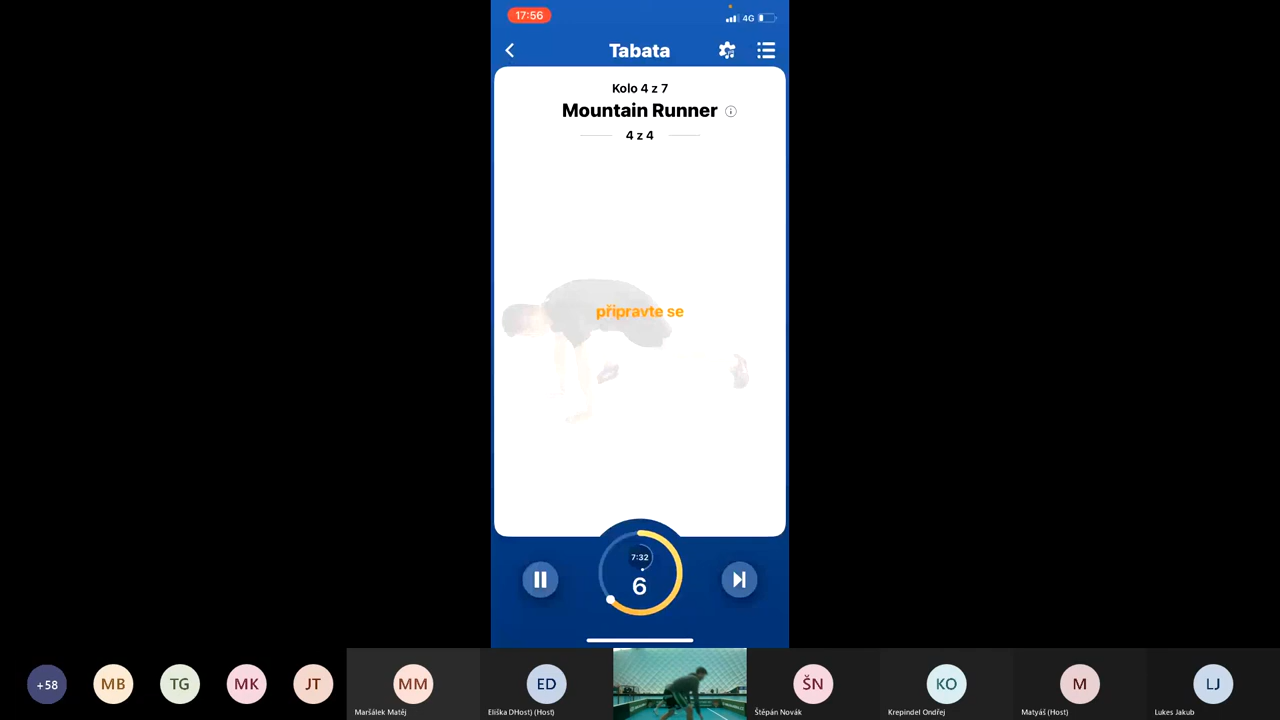 17:56
4G
Tabata
Kolo 4 z 7
Mountain Runner
4 z 4
připravte se
7:32
6
+58
MB
TG
MK
JT
MM
Maršálek Matěj
ED
Eliška DHost) (Host)
ŠN
Štěpán Novák
KO
Krepindel Ondřej
M
Matyáš (Host)
LJ
Lukes Jakub